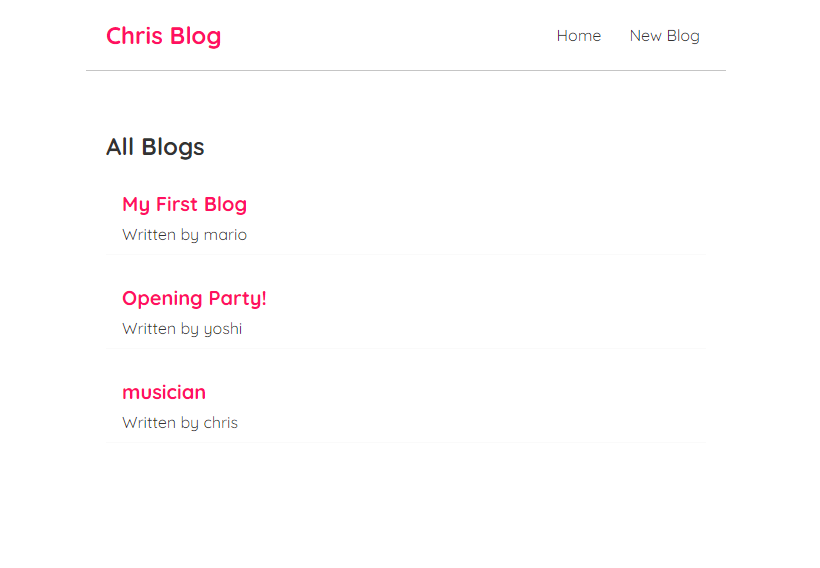 Chris Blog
Home New Blog
All Blogs
My First Blog
Written by mario
Opening Party!
Written by yoshi
musician
Written by chris